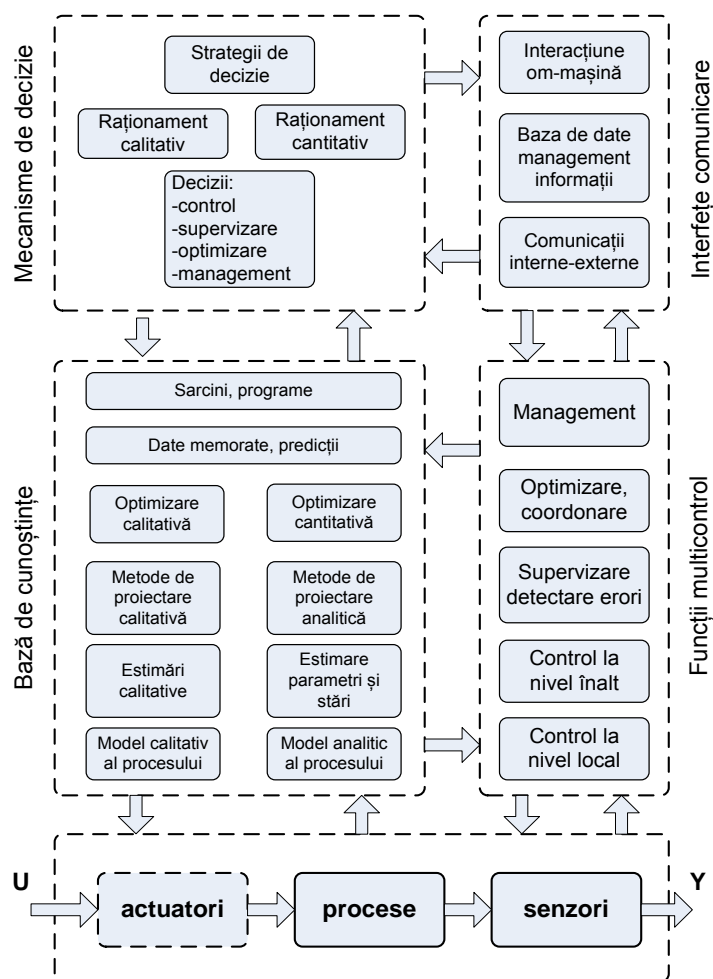 Mecanisme de decizie
Strategii de
decizie
Raționament
calitativ
Raționament
cantitativ
Decizii:
-control
-supervizare
-optimizare
-management
Interfețe comunicare
Interacțiune
om-mașină
Baza de date
management
informații
Comunicații
interne-externe
Bază de cunoștințe
Sarcini, programe
Date memorate, predicții
Optimizare
calitativă
Optimizare
cantitativă
Metode de
proiectare
calitativă
Metode de
proiectare
analitică
Estimări
calitative
Estimare
parametri și
stări
Model calitativ
al procesului
Model analitic
al procesului
Funcții multicontrol
Management
Optimizare,
coordonare
Supervizare
detectare erori
Control la
nivel înalt
Control la
nivel local
U
actuatori
procese
senzori
Y